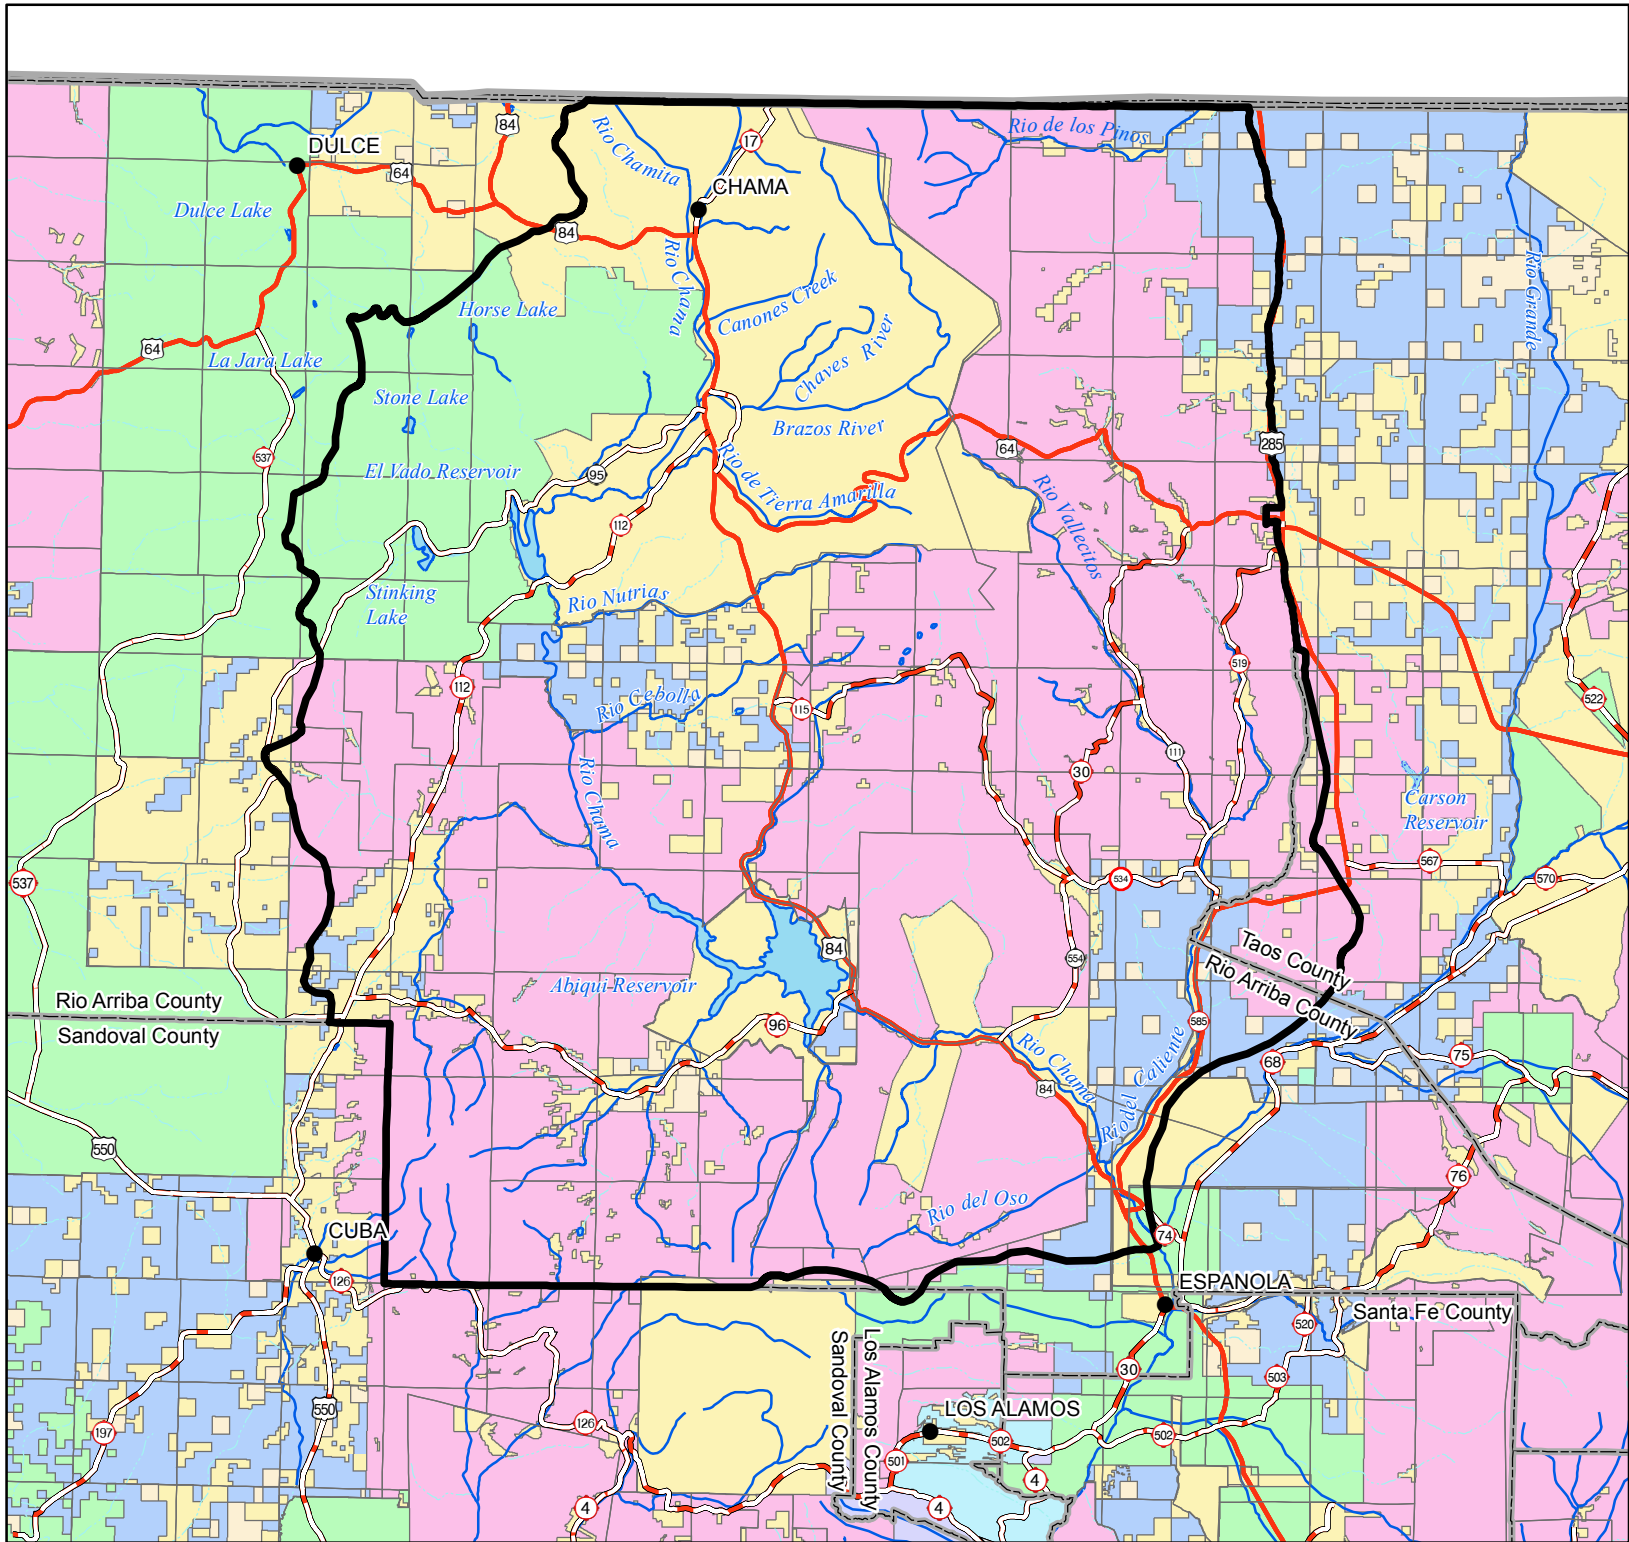 84
Rio de los Pinos
Rio Chamita
17
DULCE
64
CHAMA
Dulce Lake
84
Rio Chama
Rio Grande
Canones Creek
Horse Lake
Chaves River
64
La Jara Lake
Stone Lake
Brazos River
285
64
537
El Vado Reservoir
95
Rio de Tierra Amarilla
Rio Vallecitos
112
Stinking
Lake
Rio Nutrias
519
112
Rio Cebolla
115
522
111
30
Rio Chama
Carson
Reservoir
567
537
534
570
84
Taos County
Rio Arriba County
554
Abiqui Reservoir
Rio Arriba County
Sandoval County
96
585
Rio Chama
Rio del Caliente
68
75
84
550
76
Rio del Oso
CUBA
74
126
ESPANOLA
Santa Fe County
520
Sandoval County
Los Alamos County
30
503
550
LOS ALAMOS
197
126
502
502
501
4
4
4